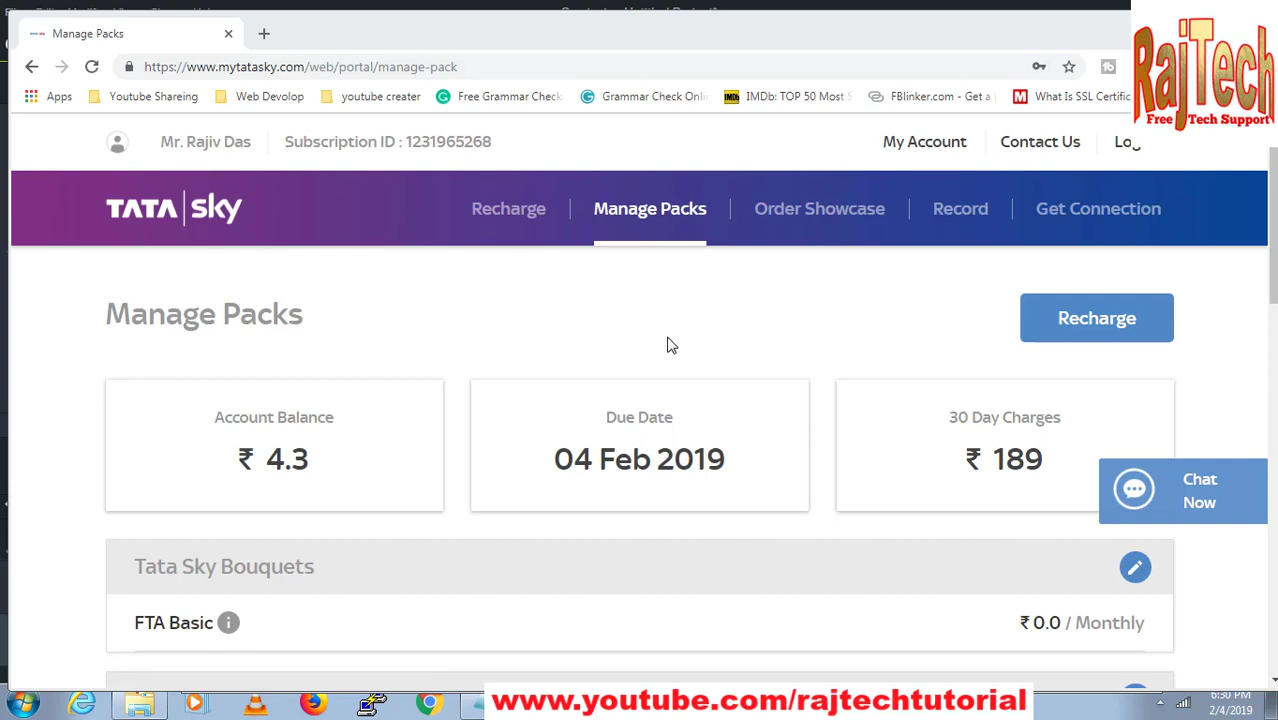 Manage Packs
https://www.mytatasky.com/web/portal/manage-pack
Apps Youtube Shareing Web Devolop youtube creater Free Grammar Check Grammar Check Onli IMDb IMDb: TOP 50 Most FBlinker.com - Get a M What Is SSL Certific
RajTech
Free Tech Support
Mr. Rajiv Das Subscription ID : 1231965268 My Account Contact Us
TATA sky Recharge Manage Packs Order Showcase Record Get Connection
Manage Packs Recharge
Account Balance Due Date 30 Day Charges
₹ 4.3 04 Feb 2019 ₹ 189
Chat
Now
Tata Sky Bouquets
FTA Basic i ₹ 0.0 / Monthly
www.youtube.com/rajtechtutorial
6:30 PM
2/4/2019